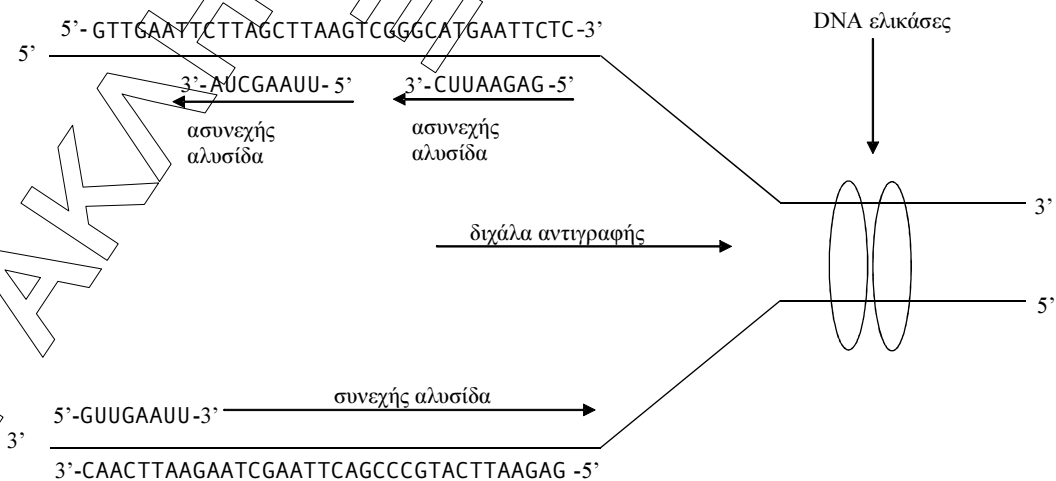 DNA ελικάσες
5’- GTTGAATTCTTAGCTTAAGTCGGGCATGAATTCTC-3’
5’
3’-AUCGAAUU- 5’ 3’-CUUAAGAG -5’
ασυνεχής
αλυσίδα
ασυνεχής
αλυσίδα
3’
διχάλα αντιγραφής
5’
συνεχής αλυσίδα
5’-GUUGAAUU-3’
3’
3’-CAACTTAAGAATCGAATTCAGCCCGTACTTAAGAG -5’